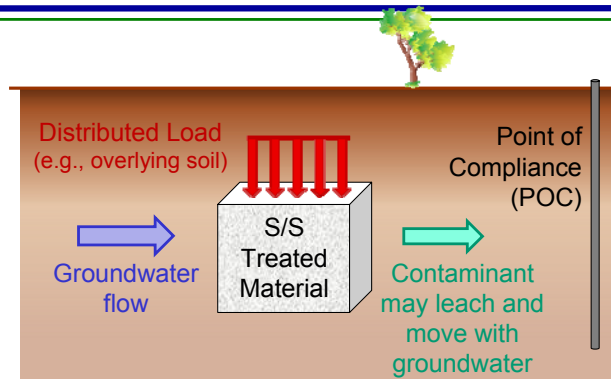 Distributed Load
(e.g., overlying soil)
Point of
Compliance
(POC)
S/S
Treated
Material
Groundwater
flow
Contaminant
may leach and
move with
groundwater